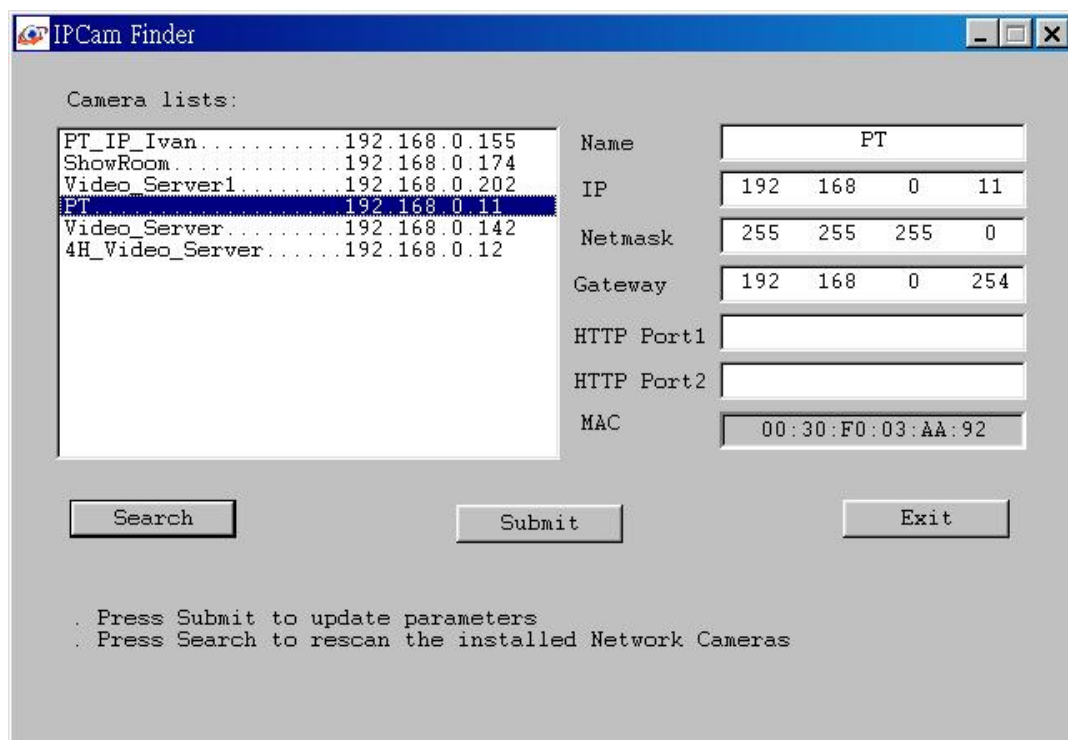 IPCam Finder
Camera lists:
PT_IP_Ivan...........192.168.0.155
ShowRoom.............192.168.0.174
Video_Server1........192.168.0.202
PT...................192.168.0.11
Video_Server.........192.168.0.142
4H_Video_Server......192.168.0.12
Name PT
IP 192 168 0 11
Netmask 255 255 255 0
Gateway 192 168 0 254
HTTP Port1
HTTP Port2
MAC 00:30:F0:03:AA:92
Search Submit Exit
. Press Submit to update parameters
. Press Search to rescan the installed Network Cameras